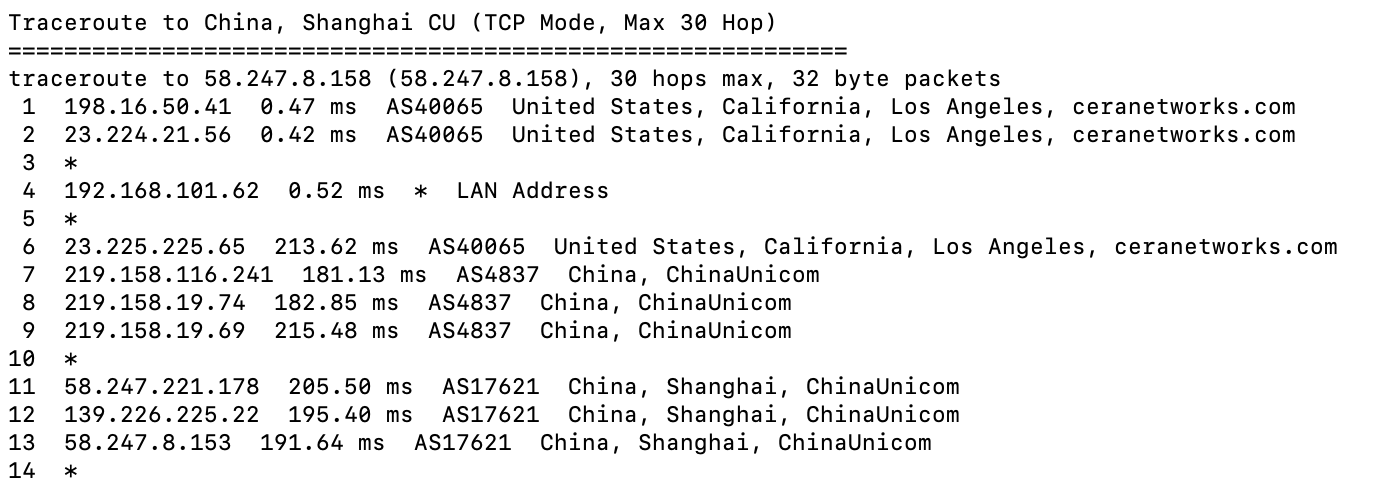 Traceroute to China, Shanghai CU (TCP Mode, Max 30 Hop)
============================================================
traceroute to 58.247.8.158 (58.247.8.158), 30 hops max, 32 byte packets
 1  198.16.50.41  0.47 ms  AS40065  United States, California, Los Angeles, ceranetworks.com
 2  23.224.21.56  0.42 ms  AS40065  United States, California, Los Angeles, ceranetworks.com
 3  *
 4  192.168.101.62  0.52 ms  *  LAN Address
 5  *
 6  23.225.225.65  213.62 ms  AS40065  United States, California, Los Angeles, ceranetworks.com
 7  219.158.116.241  181.13 ms  AS4837  China, ChinaUnicom
 8  219.158.19.74  182.85 ms  AS4837  China, ChinaUnicom
 9  219.158.19.69  215.48 ms  AS4837  China, ChinaUnicom
10  *
11  58.247.221.178  205.50 ms  AS17621  China, Shanghai, ChinaUnicom
12  139.226.225.22  195.40 ms  AS17621  China, Shanghai, ChinaUnicom
13  58.247.8.153  191.64 ms  AS17621  China, Shanghai, ChinaUnicom
14  *